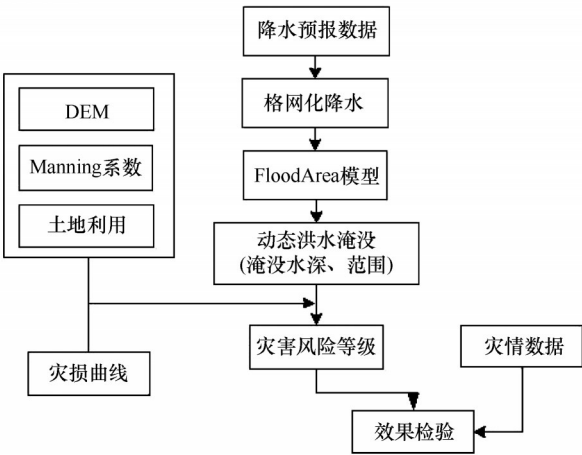 降水预报数据
格网化降水
DEM
Manning系数
土地利用
FloodArea模型
动态洪水淹没
(淹没水深、范围)
灾害风险等级
灾情数据
灾损曲线
效果检验